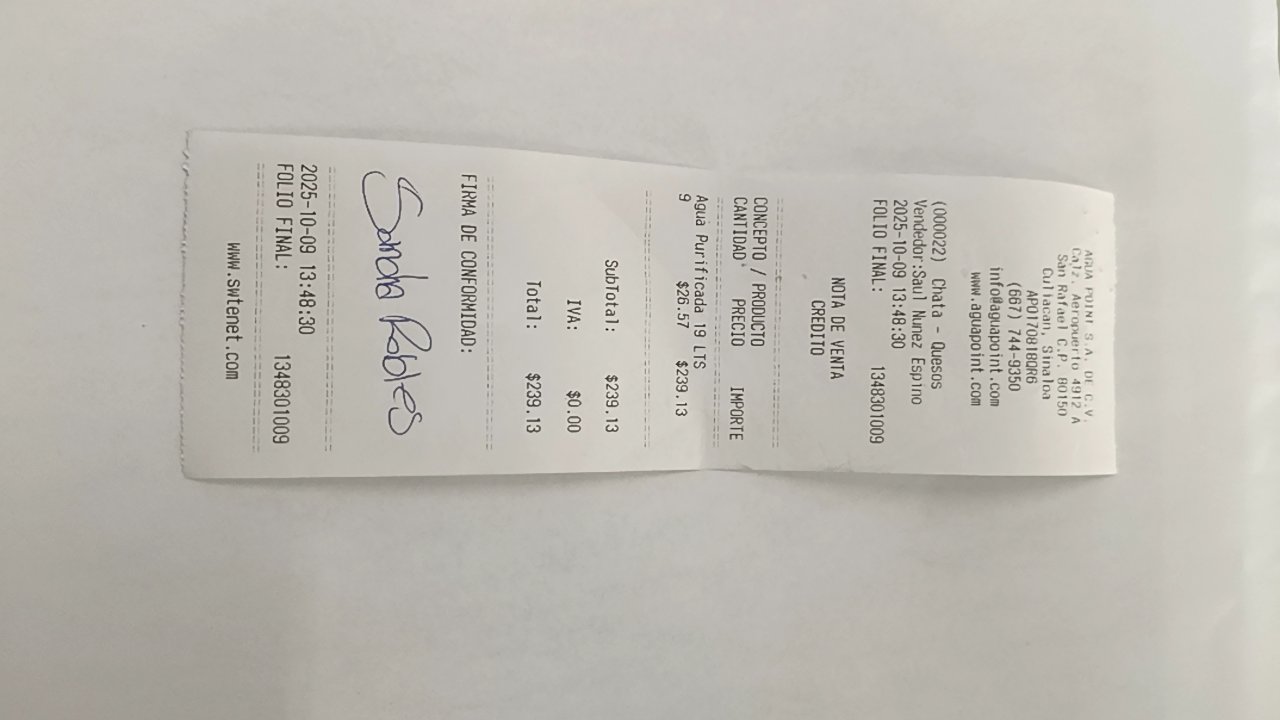 AGUA POINT S.A. DE C.V.
Calz. Aeropuerto 4912 A
San Rafael C.P. 80150
Culiacan, Sinaloa
APO170818DR6
(667) 744-9350
info@aguapoint.com
www.aguapoint.com
(000022) Chata - Quesos
Vendedor:Saul Nunez Espino
2025-10-09 13:48:30
FOLIO FINAL: 1348301009
NOTA DE VENTA
CREDITO
CONCEPTO / PRODUCTO
CANTIDAD PRECIO IMPORTE
Agua Purificada 19 LTS
9 $26.57 $239.13
SubTotal: $239.13
IVA: $0.00
Total: $239.13
FIRMA DE CONFORMIDAD:
Sandra Robles
2025-10-09 13:48:30
FOLIO FINAL: 1348301009
www.swtenet.com